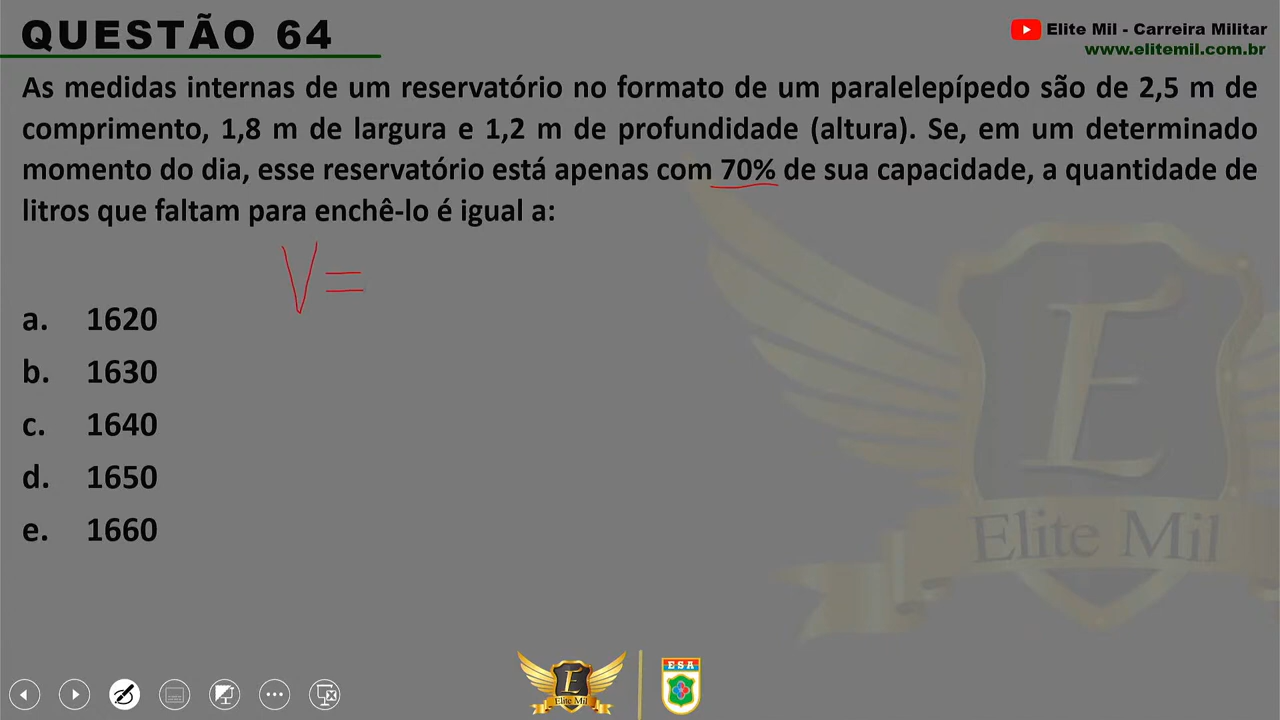 QUESTÃO 64
Elite Mil - Carreira Militar
www.elitemil.com.br
As medidas internas de um reservatório no formato de um paralelepípedo são de 2,5 m de
comprimento, 1,8 m de largura e 1,2 m de profundidade (altura). Se, em um determinado
momento do dia, esse reservatório está apenas com 70% de sua capacidade, a quantidade de
litros que faltam para enchê-lo é igual a:
V=
a. 1620
b. 1630
c. 1640
d. 1650
e. 1660
E
Elite Mil
E
Elite Mil
ESA